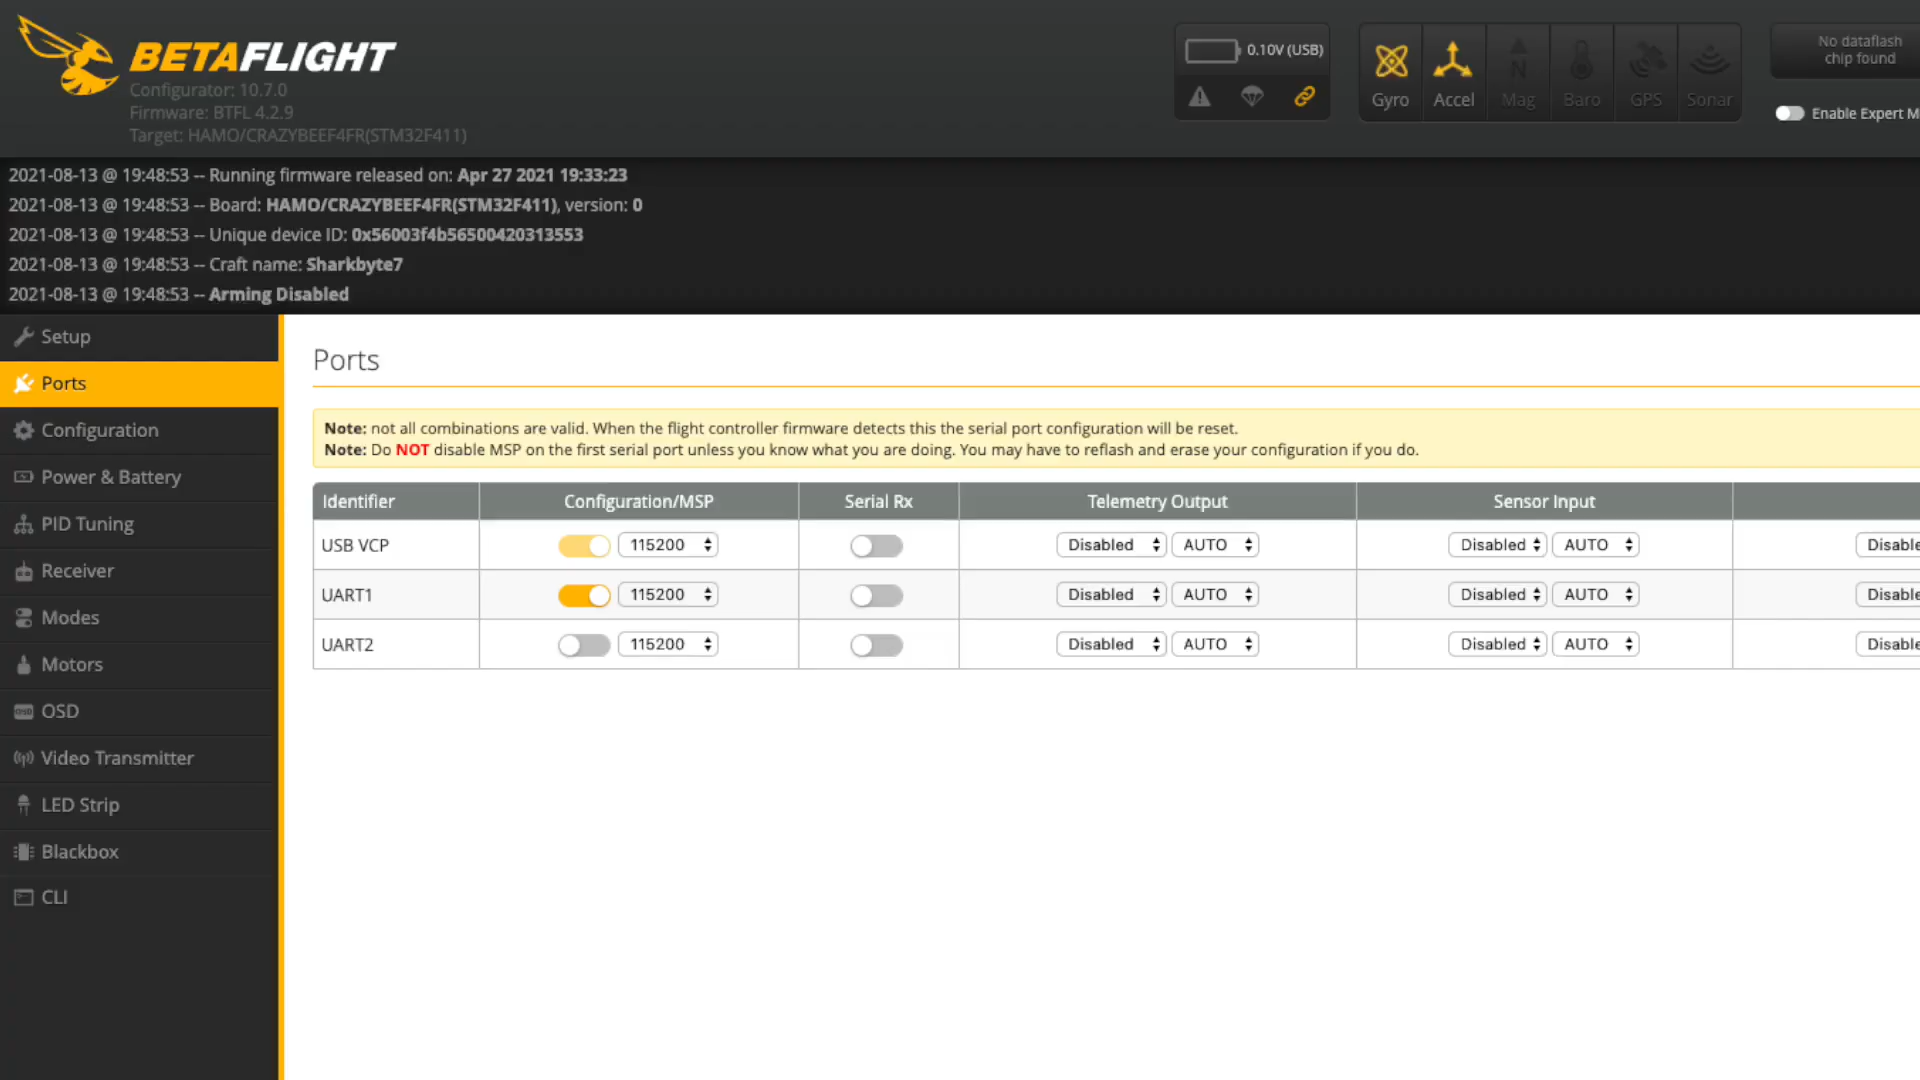 BETAFLIGHT
Configurator: 10.7.0
Firmware: BTFL 4.2.9
Target: HAMO/CRAZYBEEF4FR(STM32F411)
0.10V (USB)
Gyro Accel Mag Baro GPS Sonar
No dataflash
chip found
Enable Expert M
2021-08-13 @ 19:48:53 -- Running firmware released on: Apr 27 2021 19:33:23
2021-08-13 @ 19:48:53 -- Board: HAMO/CRAZYBEEF4FR(STM32F411), version: 0
2021-08-13 @ 19:48:53 -- Unique device ID: 0x56003f4b56500420313553
2021-08-13 @ 19:48:53 -- Craft name: Sharkbyte7
2021-08-13 @ 19:48:53 -- Arming Disabled
Setup
Ports
Configuration
Power & Battery
PID Tuning
Receiver
Modes
Motors
OSD
Video Transmitter
LED Strip
Blackbox
CLI
Ports
Note: not all combinations are valid. When the flight controller firmware detects this the serial port configuration will be reset.
Note: Do NOT disable MSP on the first serial port unless you know what you are doing. You may have to reflash and erase your configuration if you do.
Identifier Configuration/MSP Serial Rx Telemetry Output Sensor Input
USB VCP 115200 Disabled AUTO Disabled AUTO Disable
UART1 115200 Disabled AUTO Disabled AUTO Disable
UART2 115200 Disabled AUTO Disabled AUTO Disable